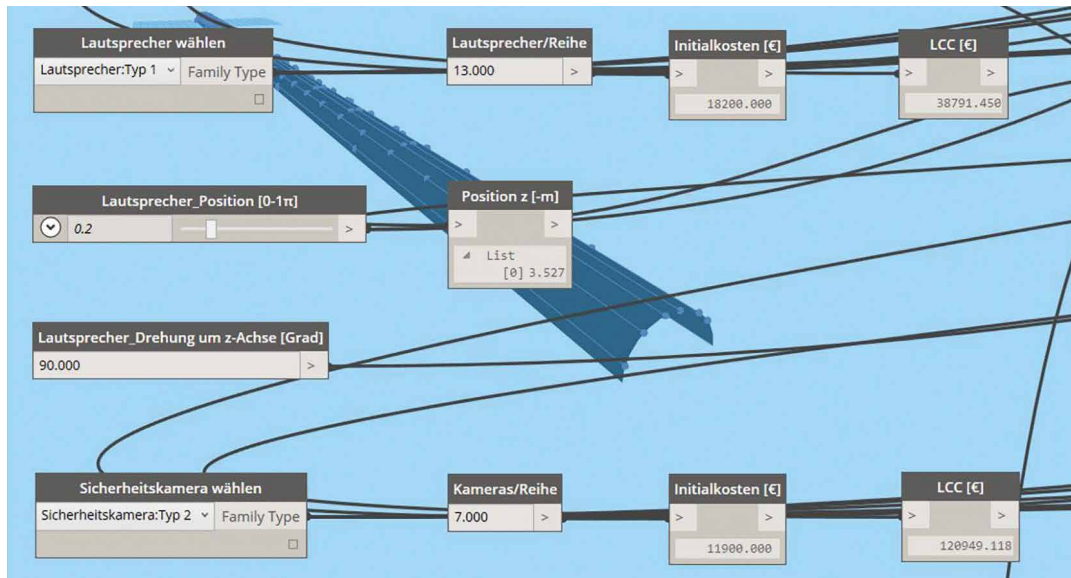 Lautsprecher wählen
Lautsprecher:Typ 1 Family Type
Lautsprecher/Reihe
13.000 >
Initialkosten [€]
> >
18200.000
LCC [€]
> >
38791.450
Lautsprecher_Position [0-1π]
0.2 >
Position z [-m]
> >
List
[0] 3.527
Lautsprecher_Drehung um z-Achse [Grad]
90.000 >
Sicherheitskamera wählen
Sicherheitskamera:Typ 2 Family Type
Kameras/Reihe
7.000 >
Initialkosten [€]
> >
11900.000
LCC [€]
> >
120949.118